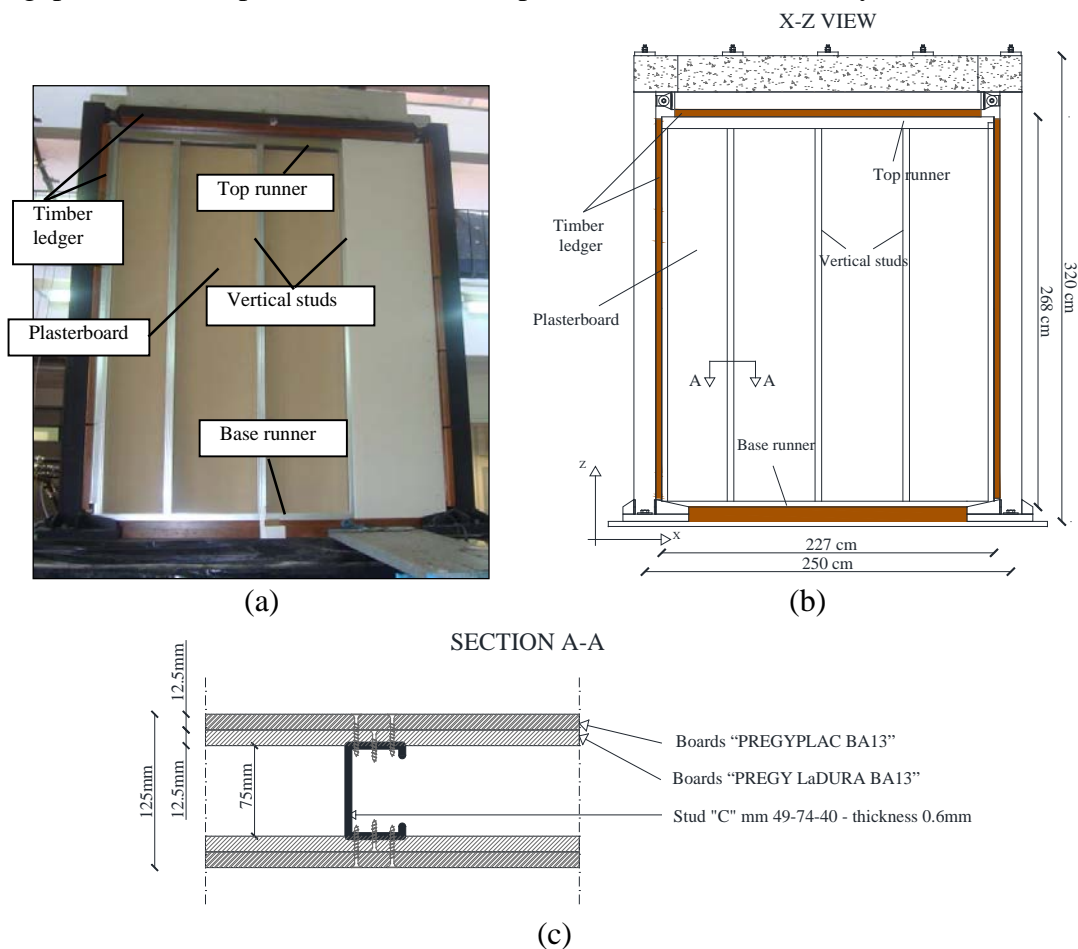 X-Z VIEW
Top runner
Timber
ledger
Vertical studs
Plasterboard
Base runner
(a)
Top runner
Timber
ledger
Vertical studs
Plasterboard
A
A
Base runner
z
x
227 cm
250 cm
268 cm
320 cm
(b)
SECTION A-A
12.5mm
12.5mm
125mm
75mm
Boards “PREGYPLAC BA13”
Boards “PREGY LaDURA BA13”
Stud "C" mm 49-74-40 - thickness 0.6mm
(c)